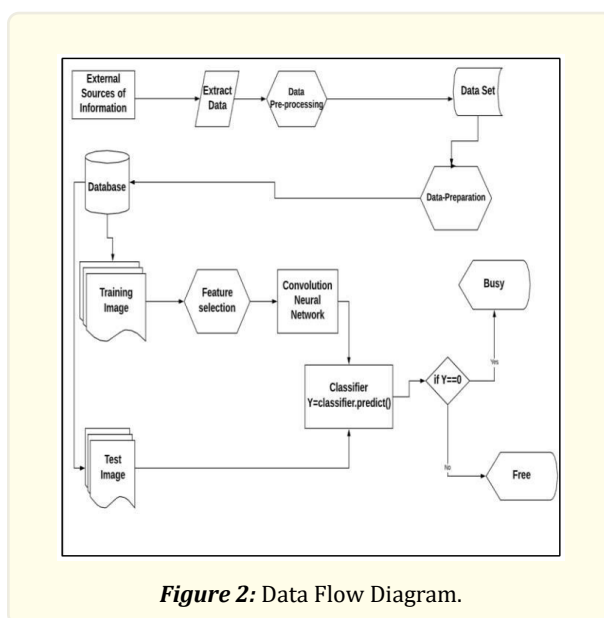 External
Sources of
Information
Extract
Data
Data
Pre-processing
Data Set
Database
Data-Preparation
Training
Image
Feature
selection
Convolution
Neural
Network
Busy
Yes
Classifier
Y=classifier.predict()
if Y==0
Test
Image
No
Free
Figure 2: Data Flow Diagram.